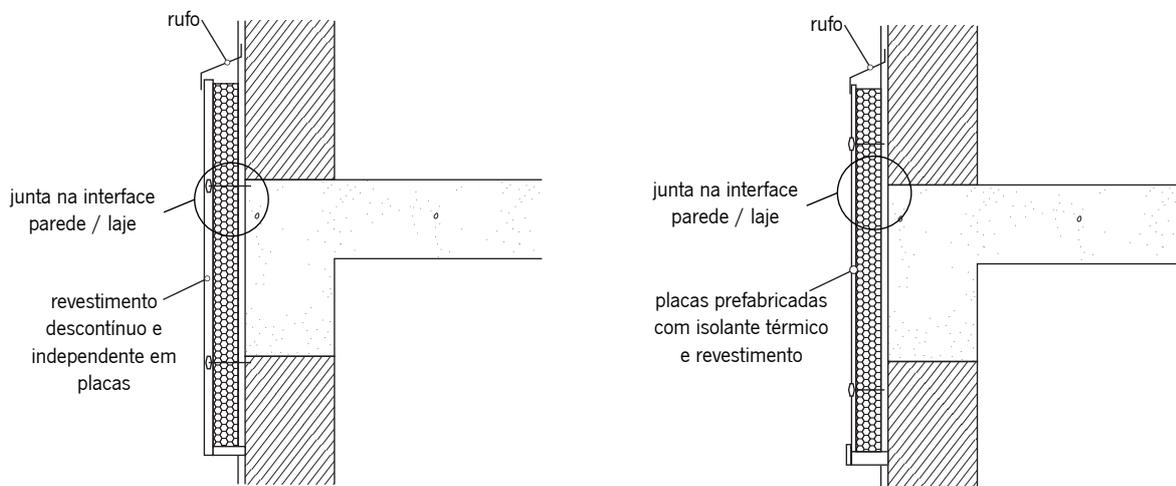 rufo
junta na interface
parede / laje
revestimento
descontínuo e
independente em
placas
rufo
junta na interface
parede / laje
placas prefabricadas
com isolante térmico
e revestimento